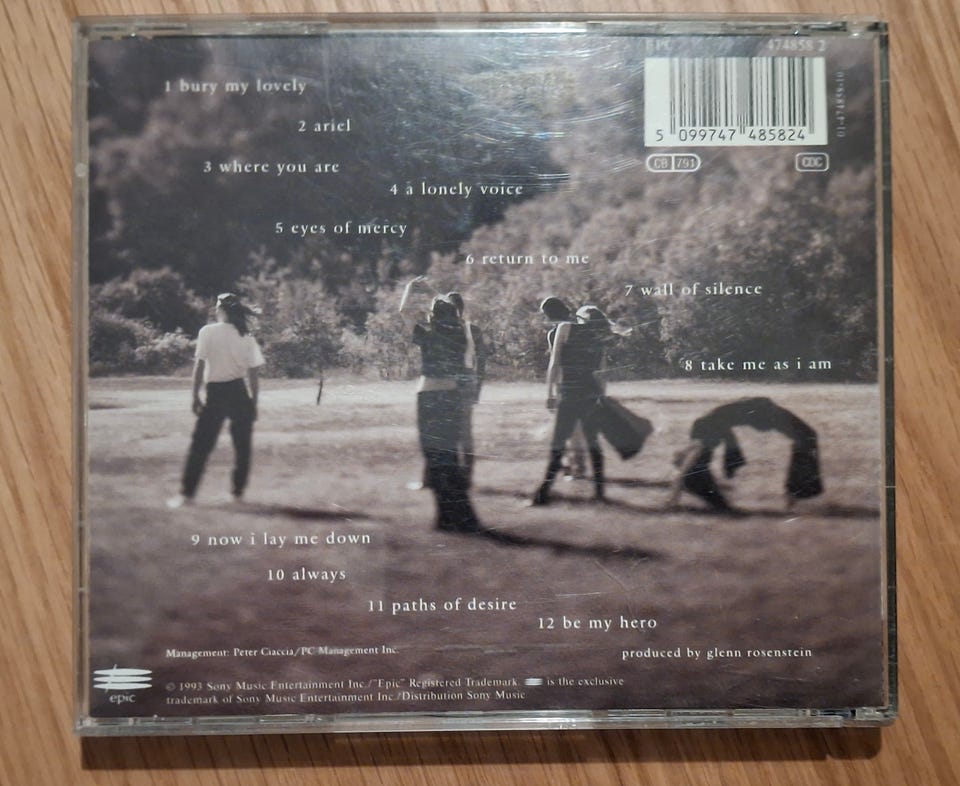 EPC 474858 2
1 bury my lovely
5 099747 485824
01-474858-10
2 ariel
CB 791
CDC
3 where you are
4 a lonely voice
5 eyes of mercy
6 return to me
7 wall of silence
8 take me as i am
9 now i lay me down
10 always
11 paths of desire
12 be my hero
Management: Peter Ciaccia/PC Management Inc.
produced by glenn rosenstein
epic
© 1993 Sony Music Entertainment Inc./"Epic" Registered Trademark. is the exclusive
trademark of Sony Music Entertainment Inc./Distribution Sony Music